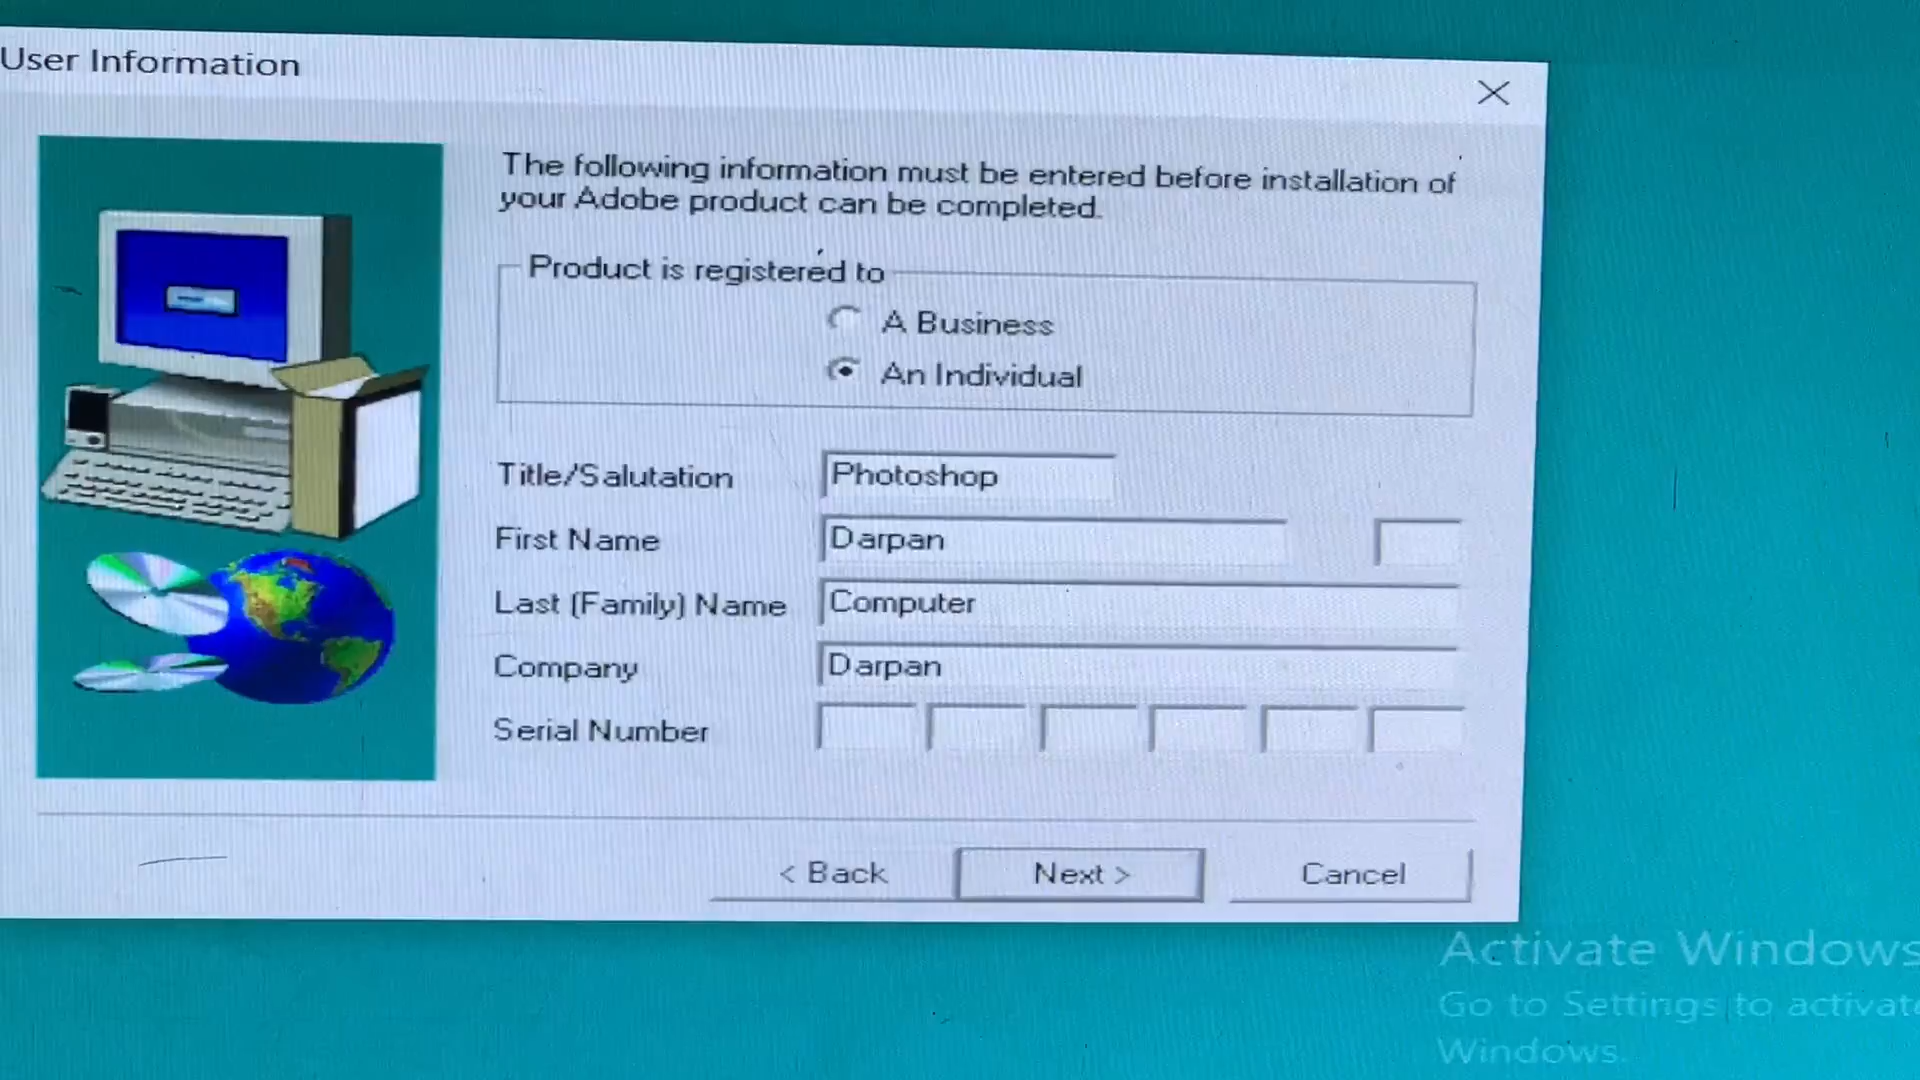 User Information
The following information must be entered before installation of
your Adobe product can be completed.
Product is registered to
A Business
An Individual
Title/Salutation Photoshop
First Name Darpan
Last (Family) Name Computer
Company Darpan
Serial Number
< Back Next > Cancel
Activate Windows
Go to Settings to activate
Windows.